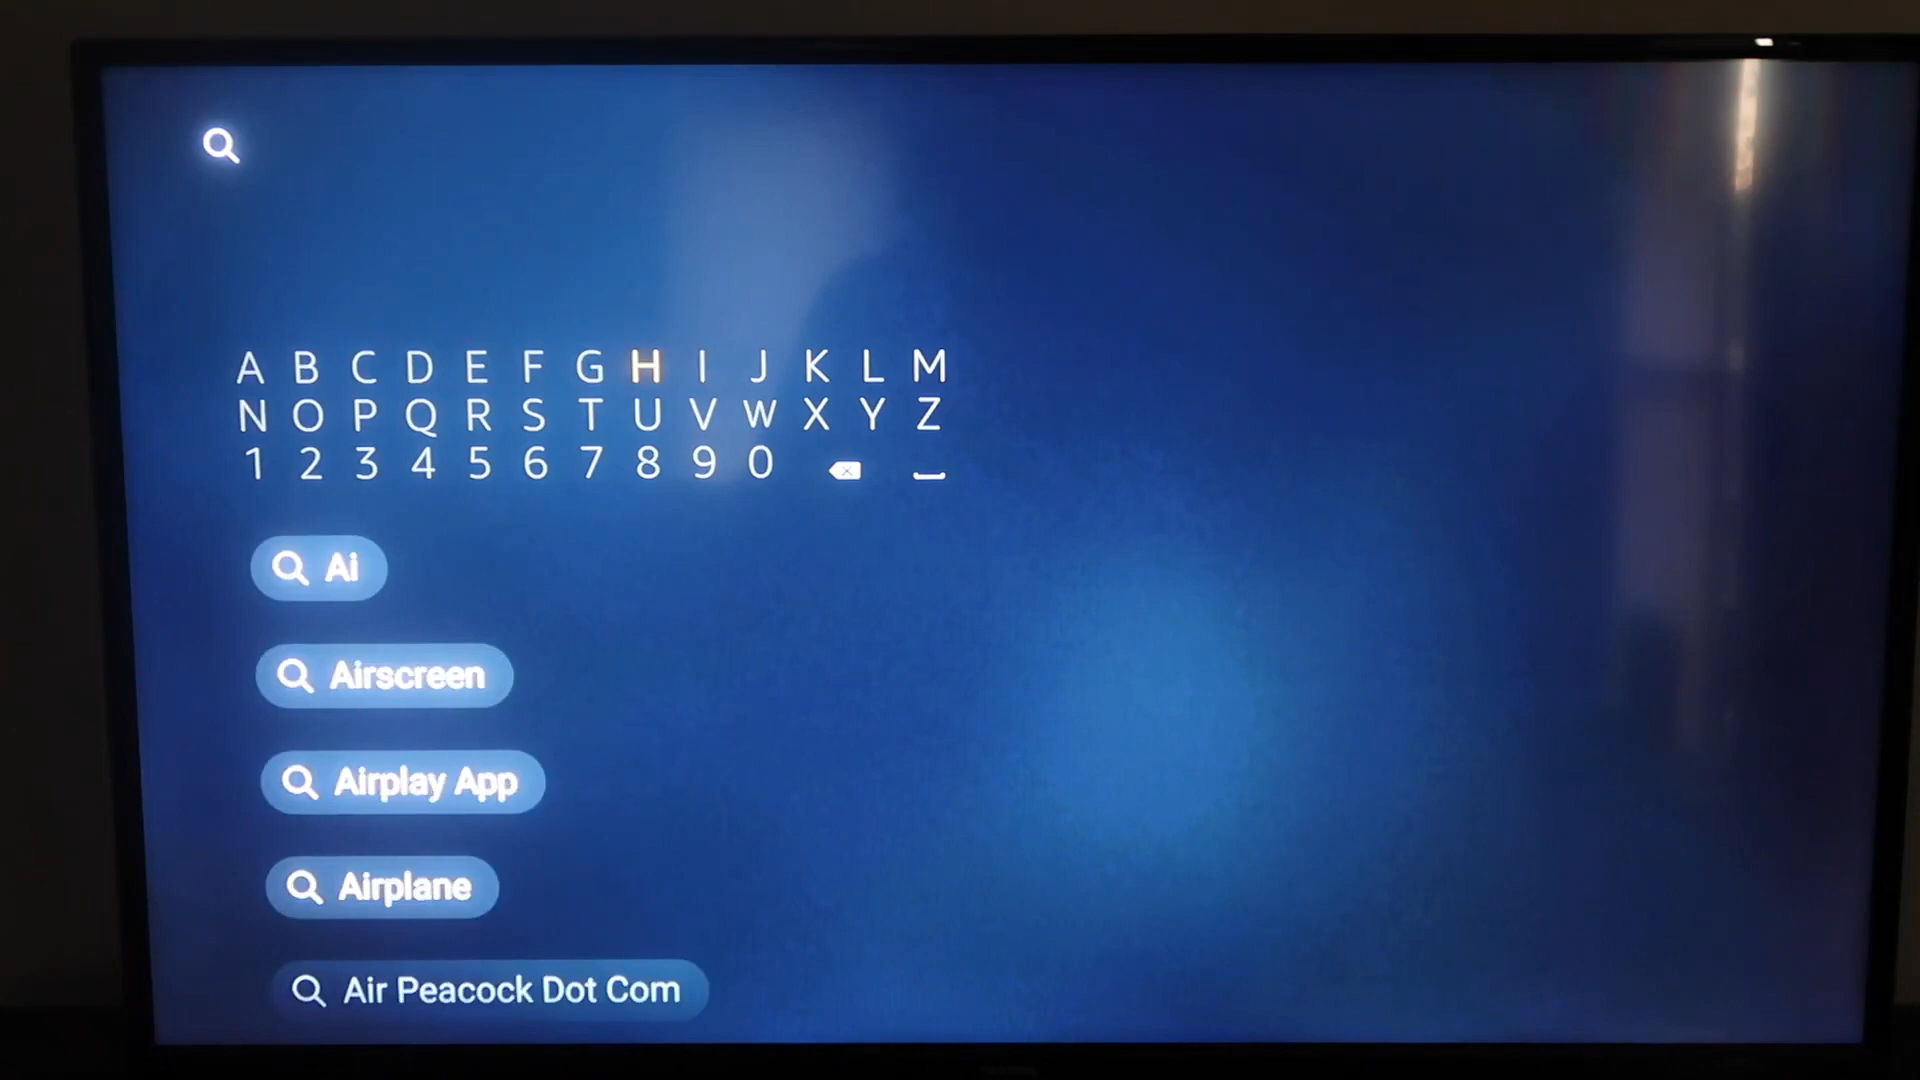 A B C D E F G H I J K L M
N O P Q R S T U V W X Y Z
1 2 3 4 5 6 7 8 9 0
Ai
Airscreen
Airplay App
Airplane
Air Peacock Dot Com